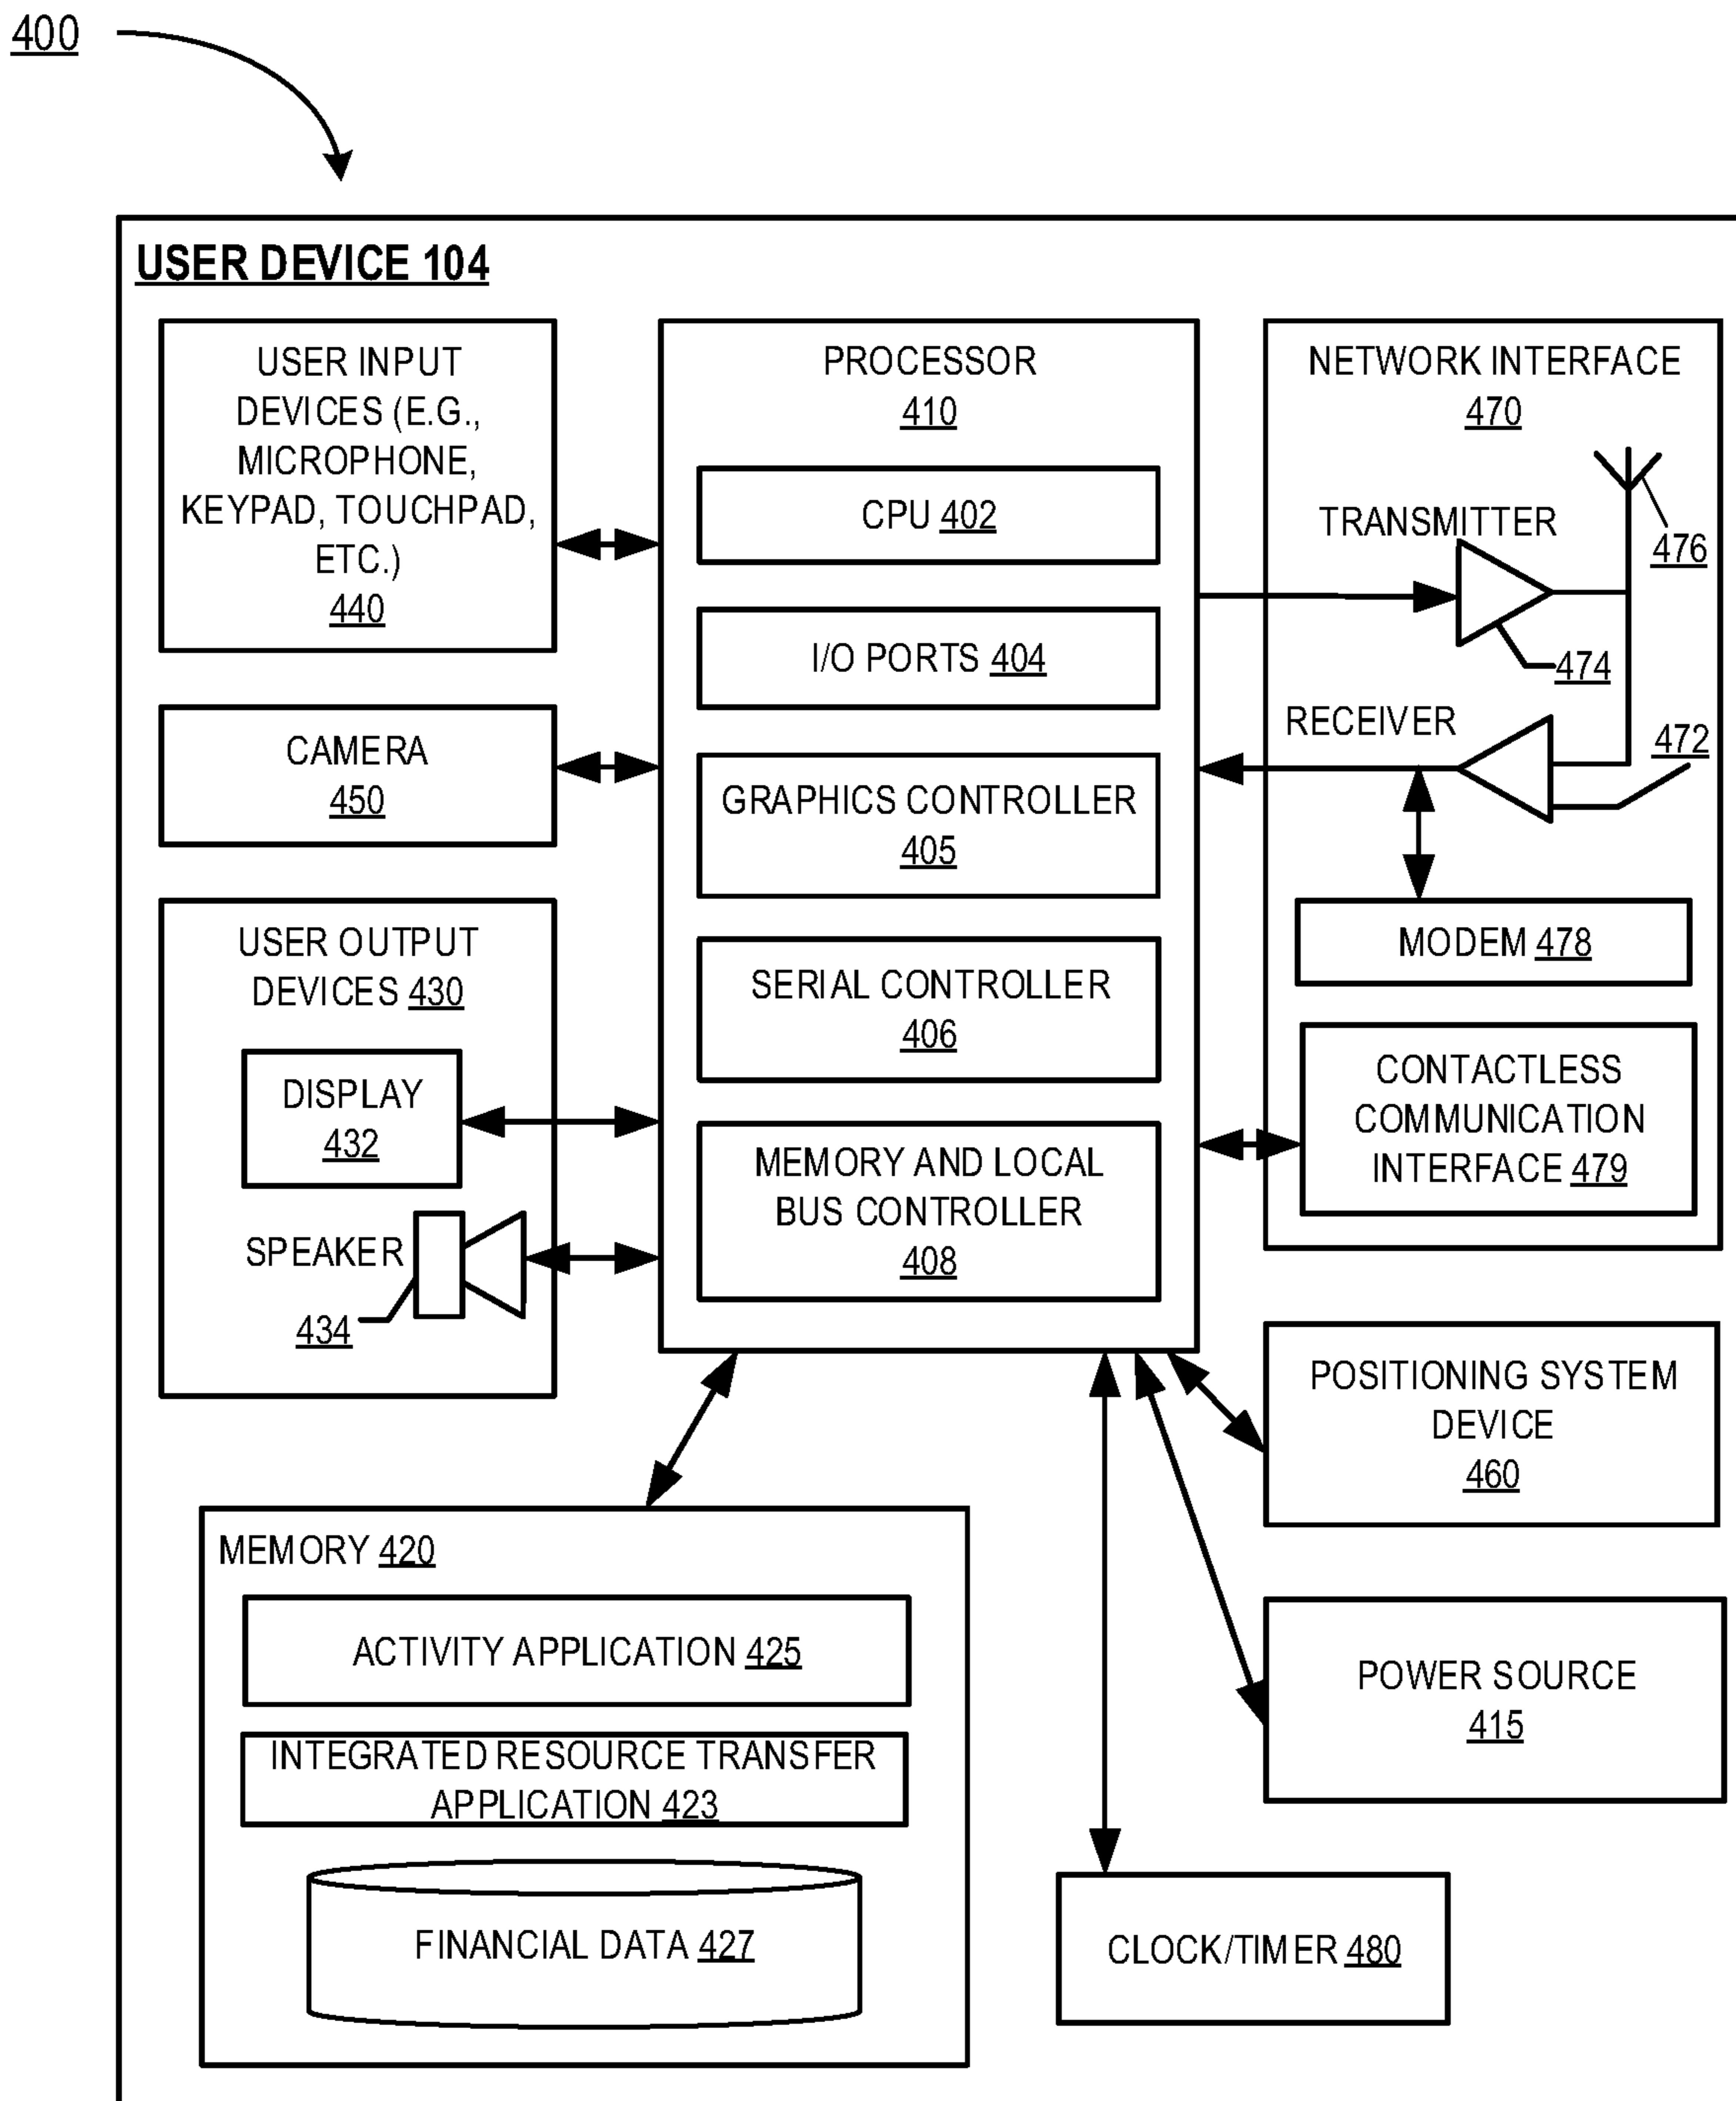 400
USER DEVICE 104
USER INPUT
DEVICES (E.G.,
MICROPHONE,
KEYPAD, TOUCHPAD,
ETC.)
440
CAMERA
450
USER OUTPUT
DEVICES 430
DISPLAY
432
SPEAKER
434
PROCESSOR
410
CPU 402
I/O PORTS 404
GRAPHICS CONTROLLER
405
SERIAL CONTROLLER
406
MEMORY AND LOCAL
BUS CONTROLLER
408
NETWORK INTERFACE
470
TRANSMITTER
476
474
RECEIVER
472
MODEM 478
CONTACTLESS
COMMUNICATION
INTERFACE 479
POSITIONING SYSTEM
DEVICE
460
POWER SOURCE
415
MEMORY 420
ACTIVITY APPLICATION 425
INTEGRATED RESOURCE TRANSFER
APPLICATION 423
FINANCIAL DATA 427
CLOCK/TIMER 480